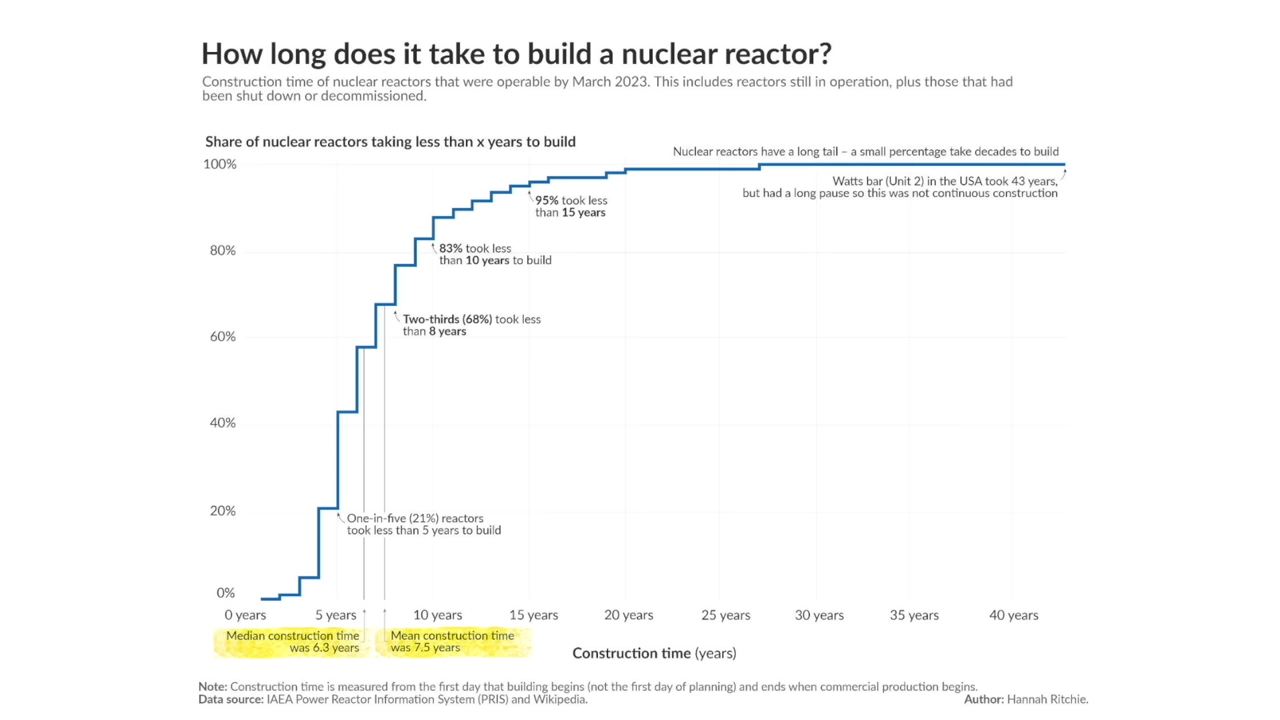 How long does it take to build a nuclear reactor?
Construction time of nuclear reactors that were operable by March 2023. This includes reactors still in operation, plus those that had
been shut down or decommissioned.
Share of nuclear reactors taking less than x years to build
100%
Nuclear reactors have a long tail – a small percentage take decades to build
Watts bar (Unit 2) in the USA took 43 years,
but had a long pause so this was not continuous construction
95% took less
than 15 years
80%
83% took less
than 10 years to build
60%
Two-thirds (68%) took less
than 8 years
40%
20%
One-in-five (21%) reactors
took less than 5 years to build
0%
0 years 5 years 10 years 15 years 20 years 25 years 30 years 35 years 40 years
Median construction time
was 6.3 years
Mean construction time
was 7.5 years
Construction time (years)
Note: Construction time is measured from the first day that building begins (not the first day of planning) and ends when commercial production begins.
Data source: IAEA Power Reactor Information System (PRIS) and Wikipedia.
Author: Hannah Ritchie.